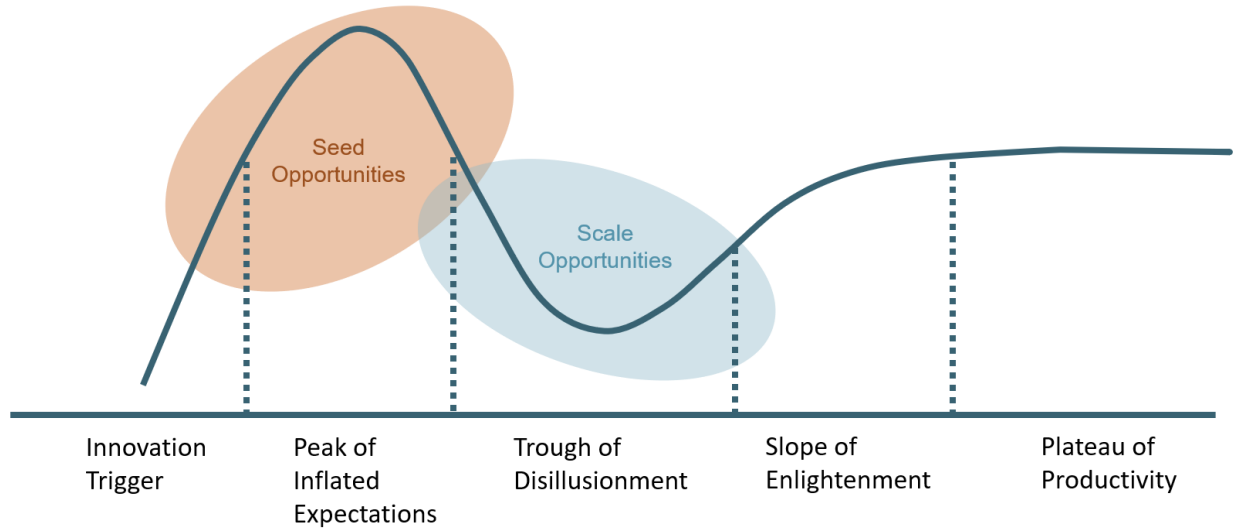 Seed
Opportunities
Scale
Opportunities
Innovation
Trigger
Peak of
Inflated
Expectations
Trough of
Disillusionment
Slope of
Enlightenment
Plateau of
Productivity